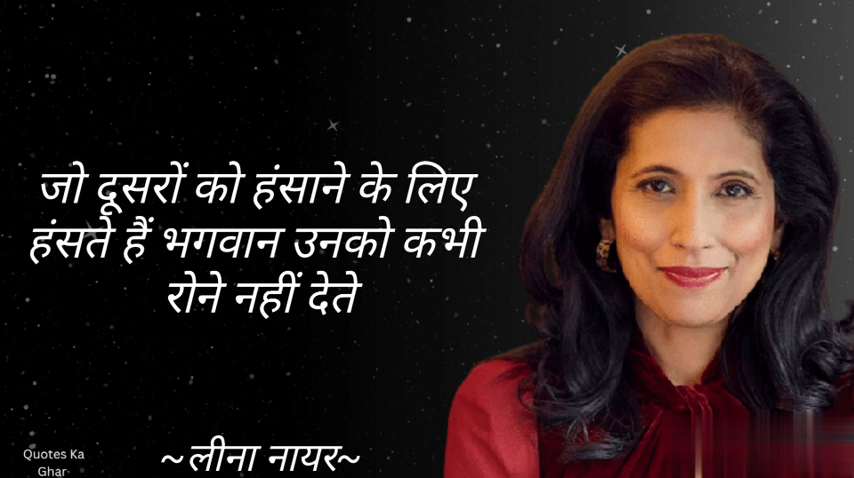 जो दूसरों को हंसाने के लिए
हंसते हैं भगवान उनको कभी
रोने नहीं देते
~लीना नायर~
Quotes Ka
Ghar